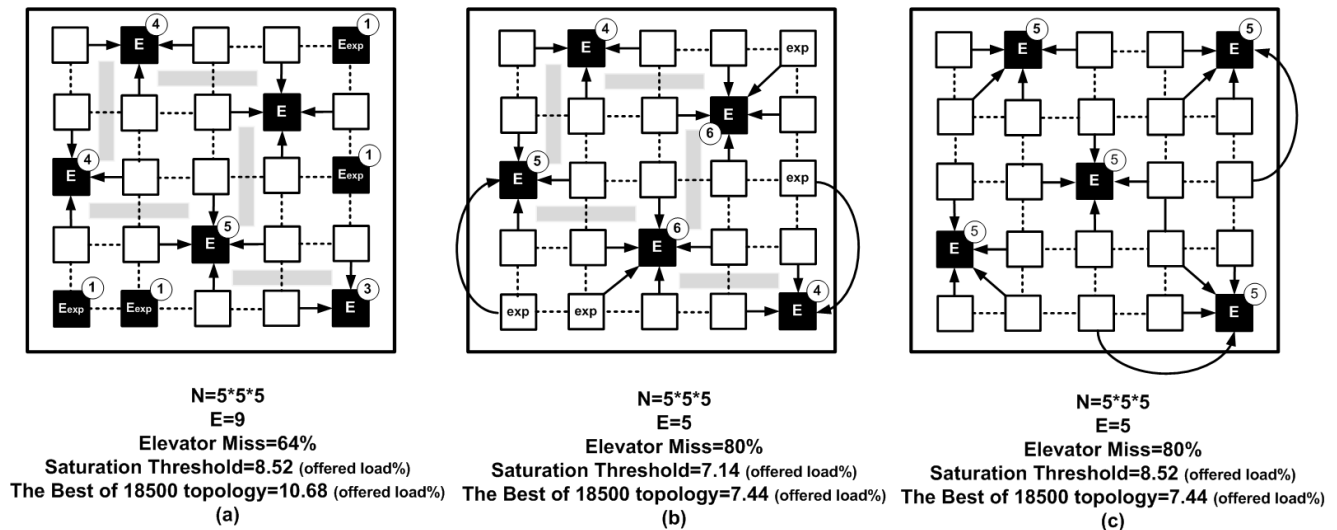 4 1
E Eexp
E
4 1
E Eexp
5
E
1 1 3
Eexp Eexp E
N=5*5*5
E=9
Elevator Miss=64%
Saturation Threshold=8.52 (offered load%)
The Best of 18500 topology=10.68 (offered load%)
(a)
4
E exp
E
6
5
E exp
6
E
4
exp exp E
N=5*5*5
E=5
Elevator Miss=80%
Saturation Threshold=7.14 (offered load%)
The Best of 18500 topology=7.44 (offered load%)
(b)
5 5
E E
5
E
5
E
5
E
N=5*5*5
E=5
Elevator Miss=80%
Saturation Threshold=8.52 (offered load%)
The Best of 18500 topology=7.44 (offered load%)
(c)